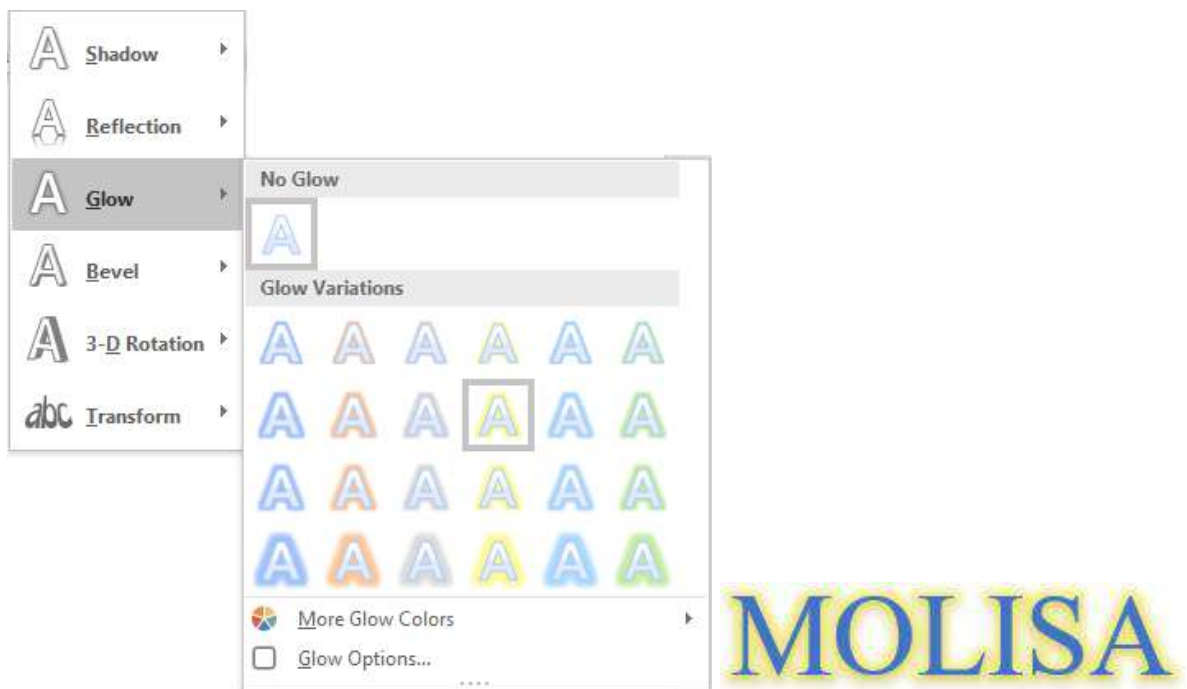 Shadow
Reflection
Glow
Bevel
3-D Rotation
abc Transform
No Glow
A
Glow Variations
A A A A A A
A A A A A A
A A A A A A
A A A A A A
More Glow Colors
Glow Options...
MOLISA